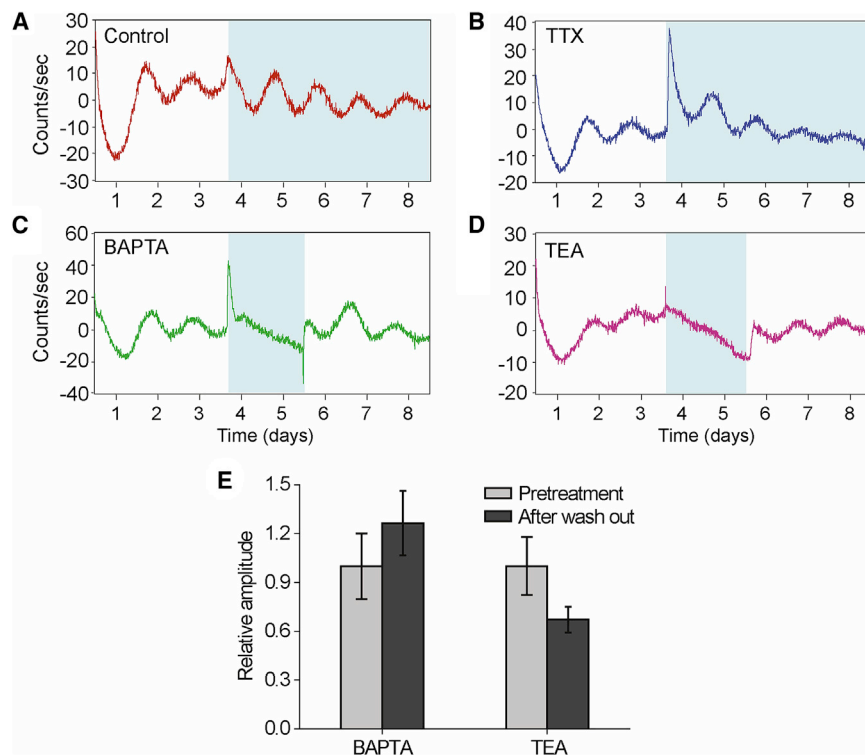 A
Control
Counts/sec
30
20
10
0
-10
-20
30
1 2 3 4 5 6 7 8
B
TTX
40
30
20
10
0
-10
-20
1 2 3 4 5 6 7 8
C
BAPTA
Counts/sec
60
40
20
0
-20
-40
1 2 3 4 5 6 7 8
Time (days)
D
TEA
30
20
10
0
-10
-20
1 2 3 4 5 6 7 8
Time (days)
E
Relative amplitude
1.5
1.2
0.9
0.6
0.3
0.0
Pretreatment
After wash out
BAPTA TEA